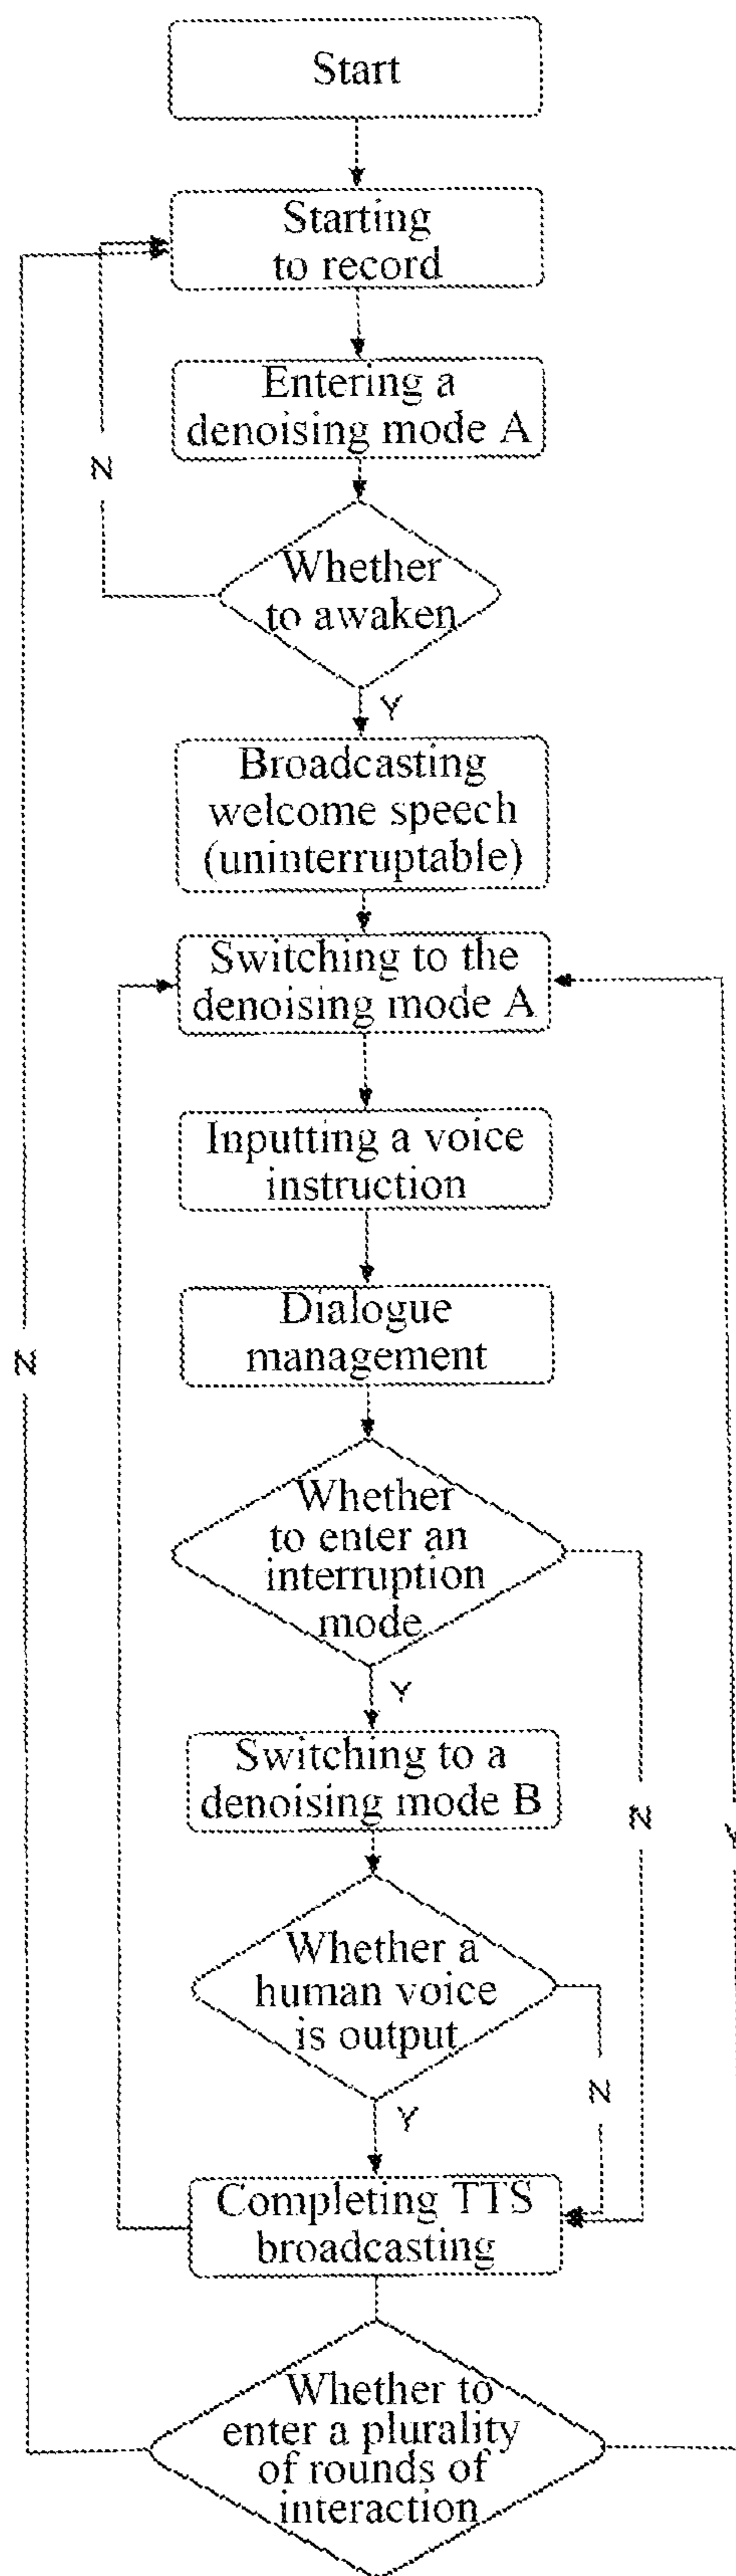 Start
Starting
to record
Entering a
denoising mode A
N
Whether
to awaken
Y
Broadcasting
welcome speech
(uninterruptable)
Switching to the
denoising mode A
Inputting a voice
instruction
Dialogue
management
N
Whether
to enter an
interruption
mode
Y
Switching to a
denoising mode B
N
Y
Whether a
human voice
is output
N
Y
Completing TTS
broadcasting
Whether to
enter a plurality
of rounds of
interaction